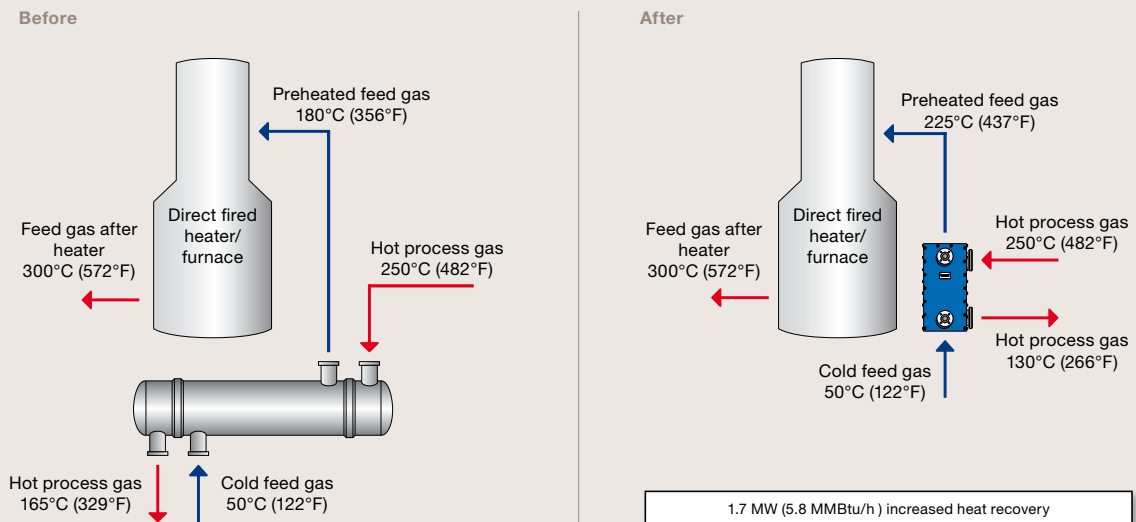 Before
Preheated feed gas
180°C (356°F)
Direct fired
heater/
furnace
Feed gas after
heater
300°C (572°F)
Hot process gas
250°C (482°F)
Hot process gas
165°C (329°F)
Cold feed gas
50°C (122°F)
After
Preheated feed gas
225°C (437°F)
Direct fired
heater/
furnace
Feed gas after
heater
300°C (572°F)
Hot process gas
250°C (482°F)
Hot process gas
130°C (266°F)
Cold feed gas
50°C (122°F)
1.7 MW (5.8 MMBtu/h ) increased heat recovery